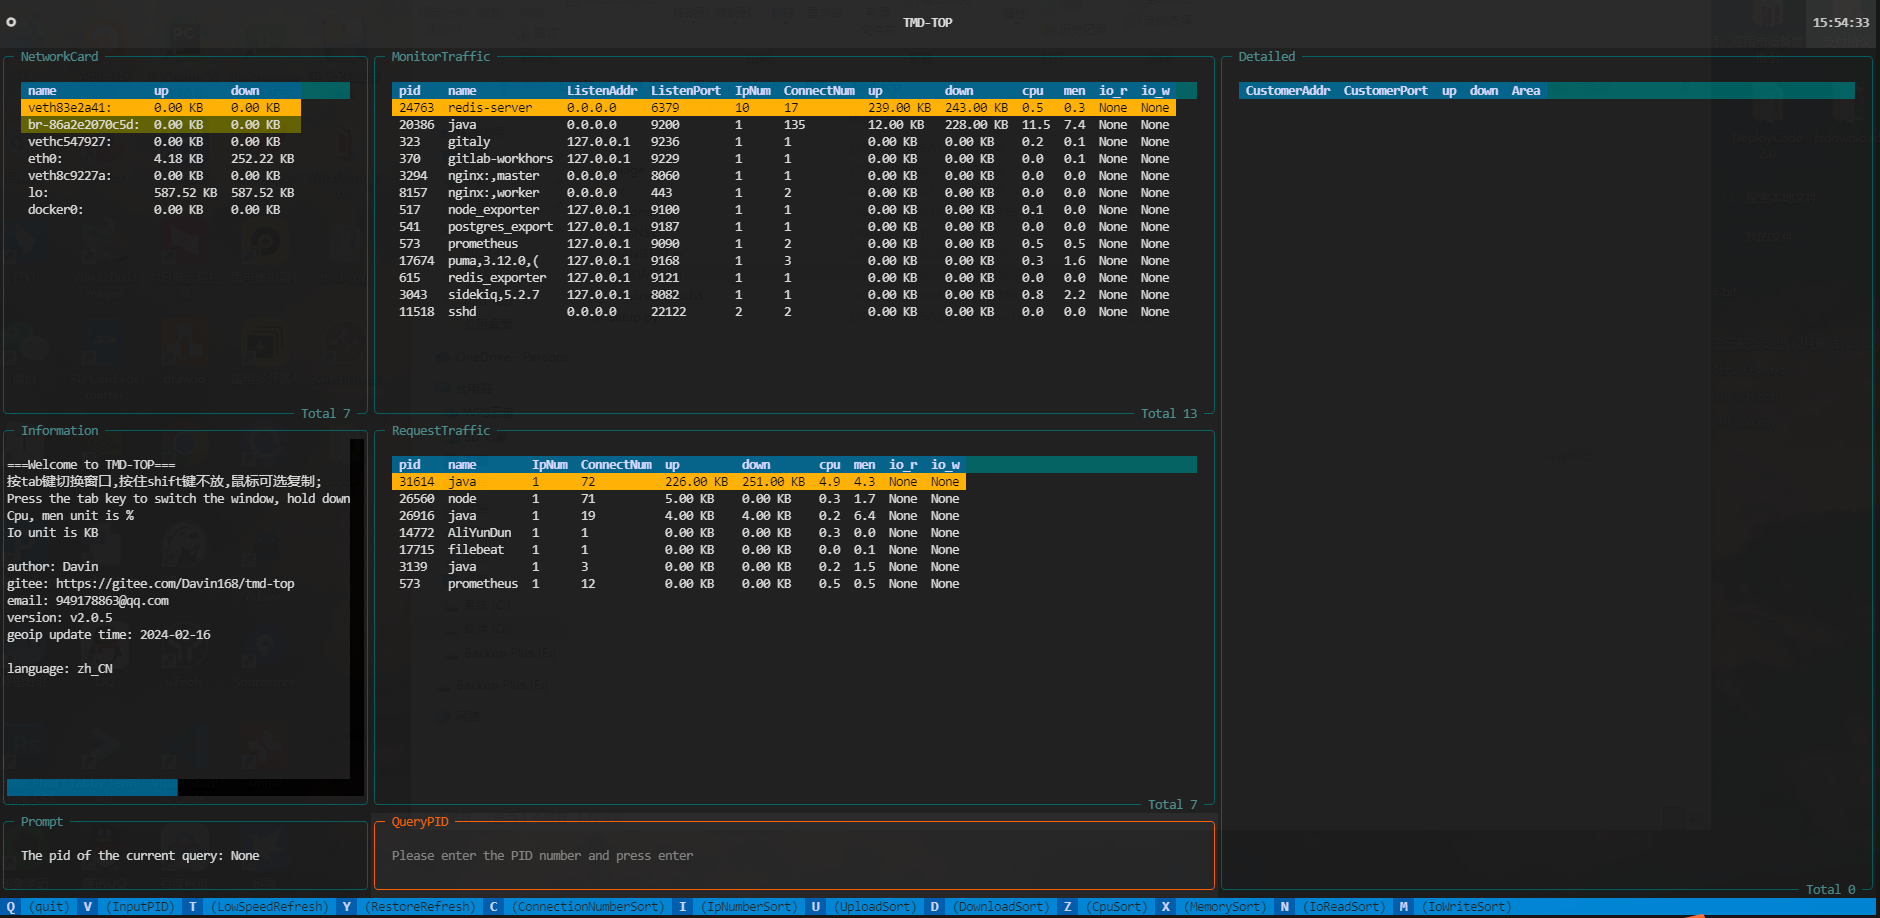 TMD-TOP
15:54:33
NetworkCard
name up down
veth83e2a41: 0.00 KB 0.00 KB
br-86a2e2070c5d: 0.00 KB 0.00 KB
vethc547927: 0.00 KB 0.00 KB
eth0: 4.18 KB 252.22 KB
veth8c9227a: 0.00 KB 0.00 KB
lo: 587.52 KB 587.52 KB
docker0: 0.00 KB 0.00 KB
Total 7
MonitorTraffic
pid name ListenAddr ListenPort IpNum ConnectNum up down cpu men io_r io_w
24763 redis-server 0.0.0.0 6379 10 17 239.00 KB 243.00 KB 0.5 0.3 None None
20386 java 0.0.0.0 9200 1 135 12.00 KB 228.00 KB 11.5 7.4 None None
323 gitaly 127.0.0.1 9236 1 1 0.00 KB 0.00 KB 0.2 0.1 None None
370 gitlab-workhors 127.0.0.1 9229 1 1 0.00 KB 0.00 KB 0.0 0.1 None None
3294 nginx:,master 0.0.0.0 8060 1 1 0.00 KB 0.00 KB 0.0 0.0 None None
8157 nginx:,worker 0.0.0.0 443 1 2 0.00 KB 0.00 KB 0.0 0.0 None None
517 node_exporter 127.0.0.1 9100 1 1 0.00 KB 0.00 KB 0.1 0.0 None None
541 postgres_export 127.0.0.1 9187 1 1 0.00 KB 0.00 KB 0.0 0.0 None None
573 prometheus 127.0.0.1 9090 1 2 0.00 KB 0.00 KB 0.5 0.5 None None
17674 puma,3.12.0,( 127.0.0.1 9168 1 3 0.00 KB 0.00 KB 0.3 1.6 None None
615 redis_exporter 127.0.0.1 9121 1 1 0.00 KB 0.00 KB 0.0 0.0 None None
3043 sidekiq,5.2.7 127.0.0.1 8082 1 1 0.00 KB 0.00 KB 0.8 2.2 None None
11518 sshd 0.0.0.0 22122 2 2 0.00 KB 0.00 KB 0.0 0.0 None None
Total 13
Detailed
CustomerAddr CustomerPort up down Area
Total 0
Information
===Welcome to TMD-TOP===
按tab键切换窗口,按住shift键不放,鼠标可选复制;
Press the tab key to switch the window, hold down
Cpu, men unit is %
Io unit is KB
author: Davin
gitee: https://gitee.com/Davin168/tmd-top
email: 949178863@qq.com
version: v2.0.5
geoip update time: 2024-02-16
language: zh_CN
RequestTraffic
pid name IpNum ConnectNum up down cpu men io_r io_w
31614 java 1 72 226.00 KB 251.00 KB 4.9 4.3 None None
26560 node 1 71 5.00 KB 0.00 KB 0.3 1.7 None None
26916 java 1 19 4.00 KB 4.00 KB 0.2 6.4 None None
14772 AliYunDun 1 1 0.00 KB 0.00 KB 0.3 0.0 None None
17715 filebeat 1 1 0.00 KB 0.00 KB 0.0 0.1 None None
3139 java 1 3 0.00 KB 0.00 KB 0.2 1.5 None None
573 prometheus 1 12 0.00 KB 0.00 KB 0.5 0.5 None None
Total 7
Prompt
The pid of the current query: None
QueryPID
Please enter the PID number and press enter
Q (quit) V (InputPID) T (LowSpeedRefresh) Y (RestoreRefresh) C (ConnectionNumberSort) I (IpNumberSort) U (UploadSort) D (DownloadSort) Z (CpuSort) X (MemorySort) N (IoReadSort) M (IoWriteSort)